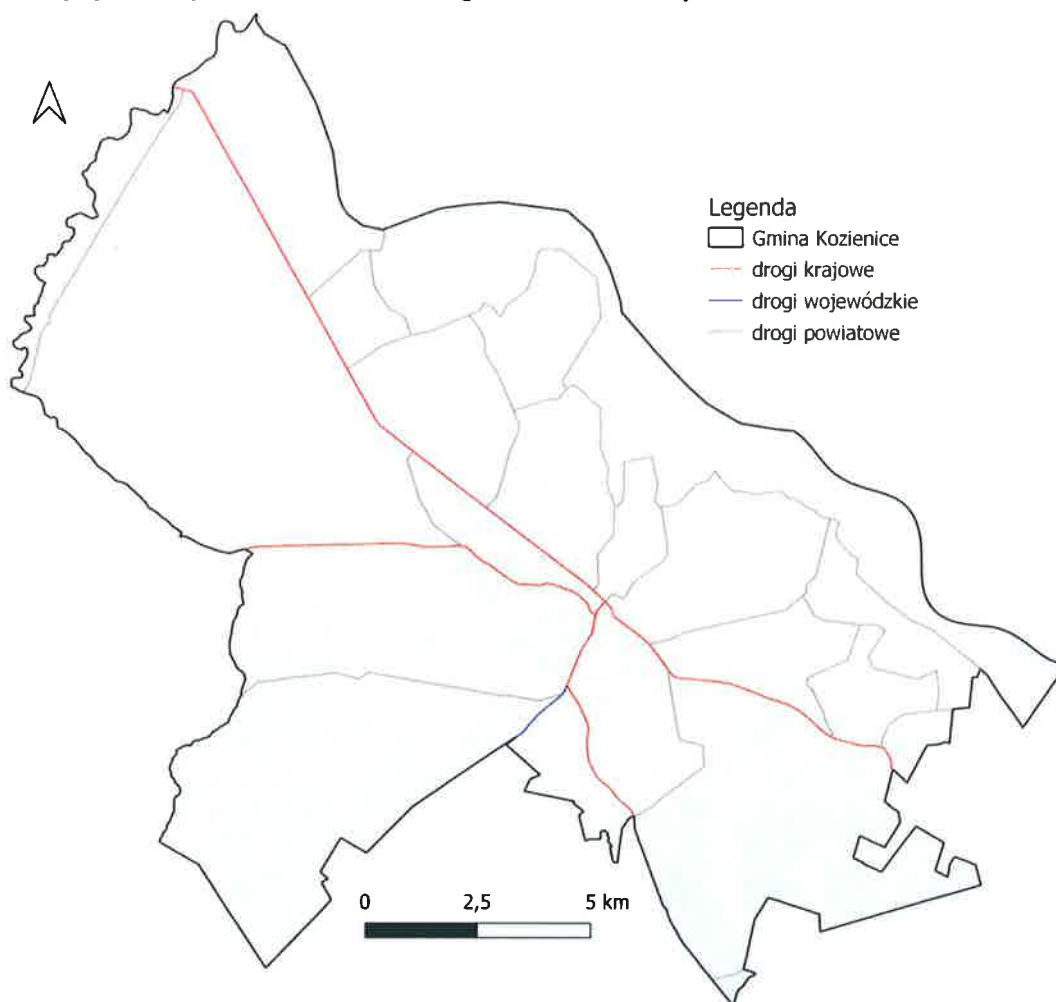 Legenda
Gmina Kozienice
drogi krajowe
drogi wojewódzkie
drogi powiatowe
0 2,5 5 km